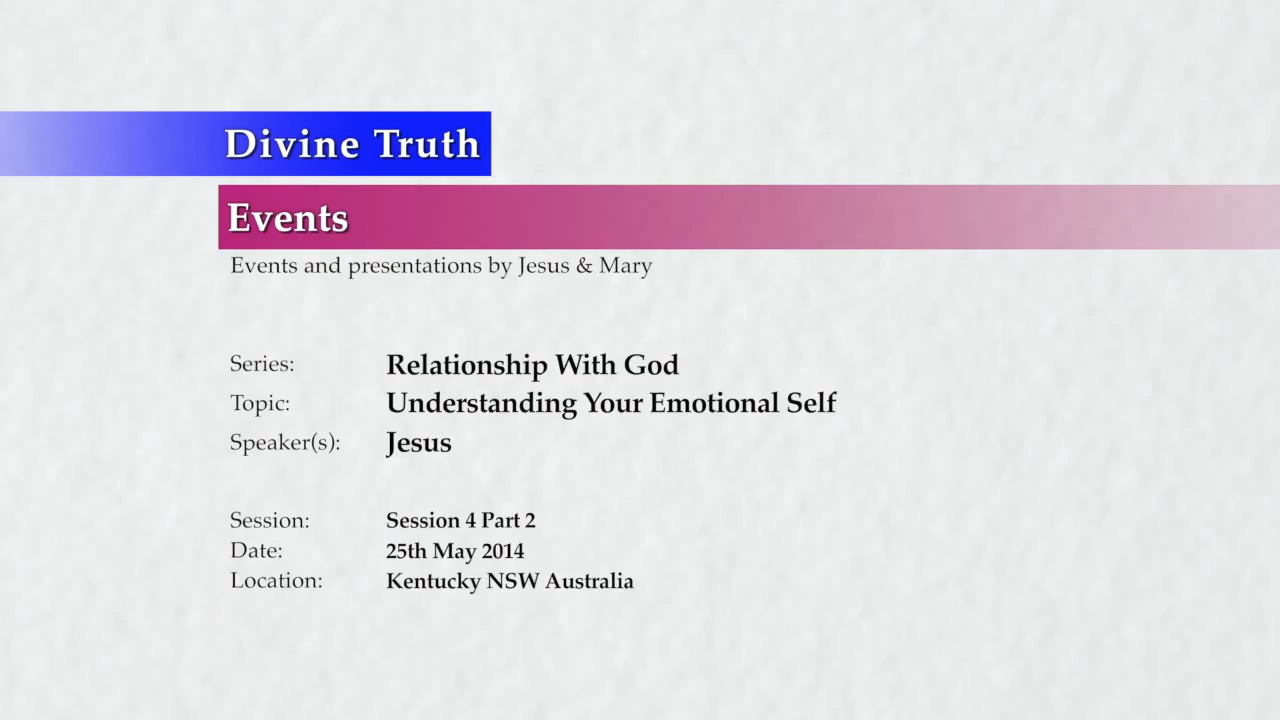 Divine Truth
Events
Events and presentations by Jesus & Mary
Series: Relationship With God
Topic: Understanding Your Emotional Self
Speaker(s): Jesus
Session: Session 4 Part 2
Date: 25th May 2014
Location: Kentucky NSW Australia